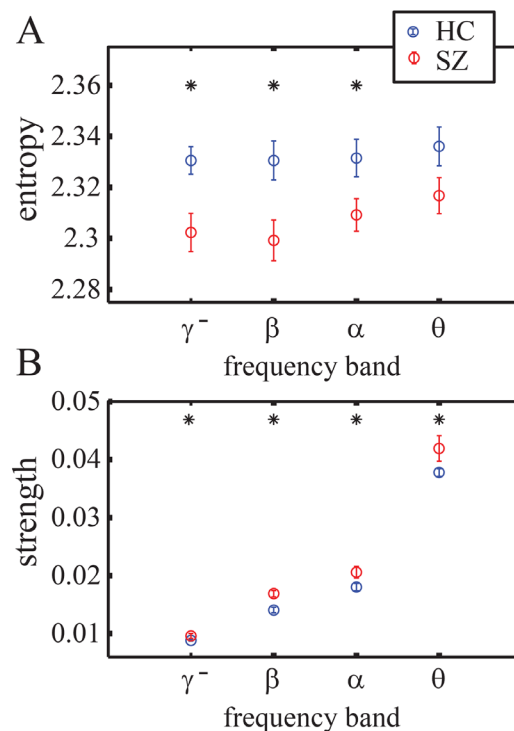 A
HC
SZ
2.36
2.34
2.32
2.3
2.28
entropy
* * *
γ⁻ β α θ
frequency band
B
0.05
0.04
0.03
0.02
0.01
strength
* * * *
γ⁻ β α θ
frequency band